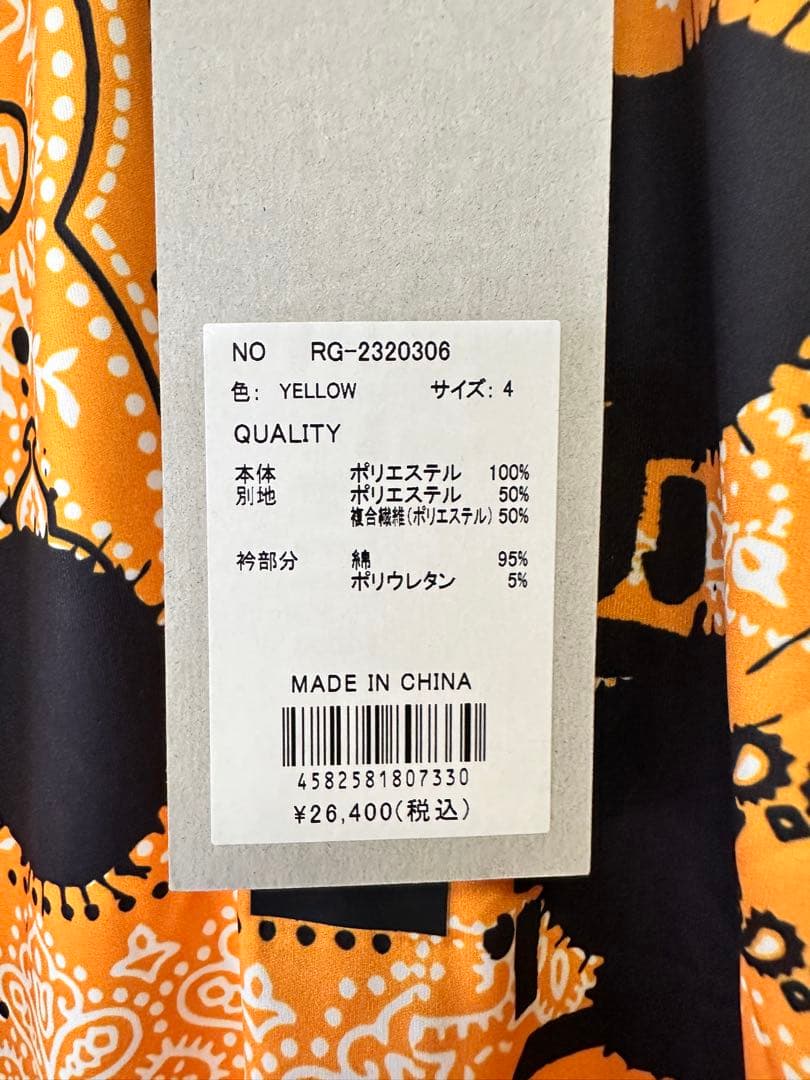 NO RG-2320306
色: YELLOW サイズ: 4
QUALITY
本体 ポリエステル 100%
別地 ポリエステル 50%
複合繊維(ポリエステル) 50%
衿部分 綿 95%
ポリウレタン 5%
MADE IN CHINA
4582581807330
¥26,400(税込)